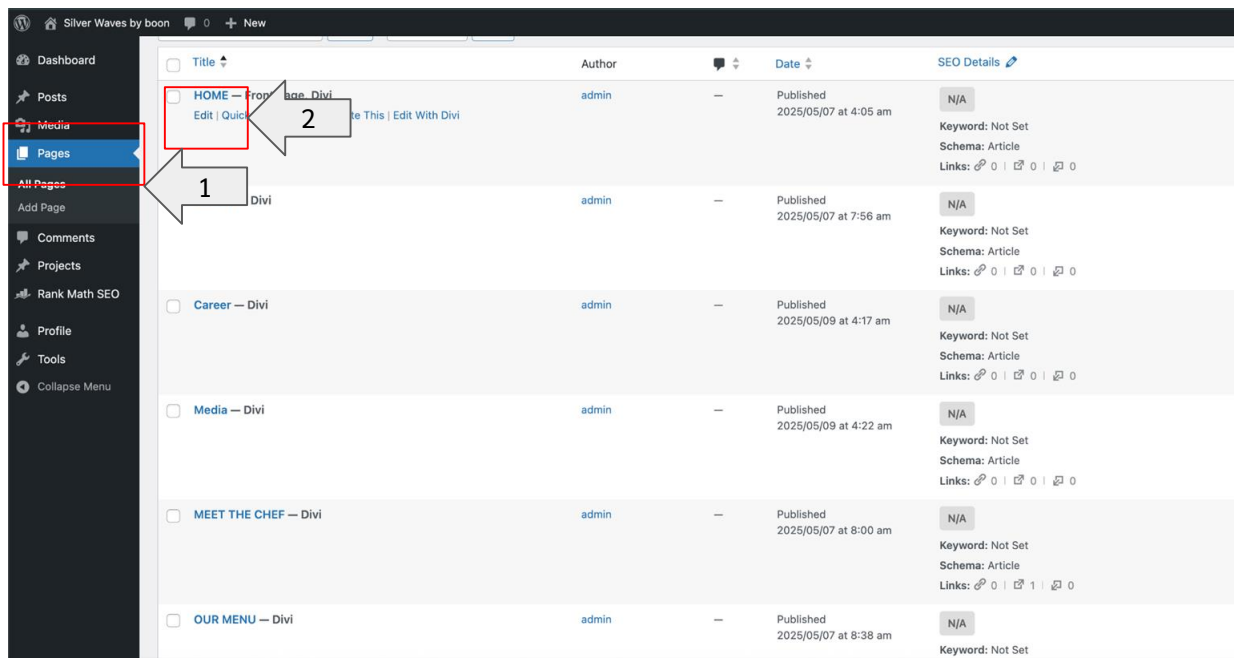 Silver Waves by boon 0 + New
Dashboard
Posts
Media
Pages
All Pages
Add Page
Comments
Projects
Rank Math SEO
Profile
Tools
Collapse Menu
1
2
Title Author Date SEO Details
HOME — Front Page, Divi admin — Published N/A
Edit | Quick te This | Edit With Divi 2025/05/07 at 4:05 am
Keyword: Not Set
Schema: Article
Links: 0 | 0 | 0
Divi admin — Published N/A
2025/05/07 at 7:56 am
Keyword: Not Set
Schema: Article
Links: 0 | 0 | 0
Career — Divi admin — Published N/A
2025/05/09 at 4:17 am
Keyword: Not Set
Schema: Article
Links: 0 | 0 | 0
Media — Divi admin — Published N/A
2025/05/09 at 4:22 am
Keyword: Not Set
Schema: Article
Links: 0 | 0 | 0
MEET THE CHEF — Divi admin — Published N/A
2025/05/07 at 8:00 am
Keyword: Not Set
Schema: Article
Links: 0 | 1 | 0
OUR MENU — Divi admin — Published N/A
2025/05/07 at 8:38 am
Keyword: Not Set